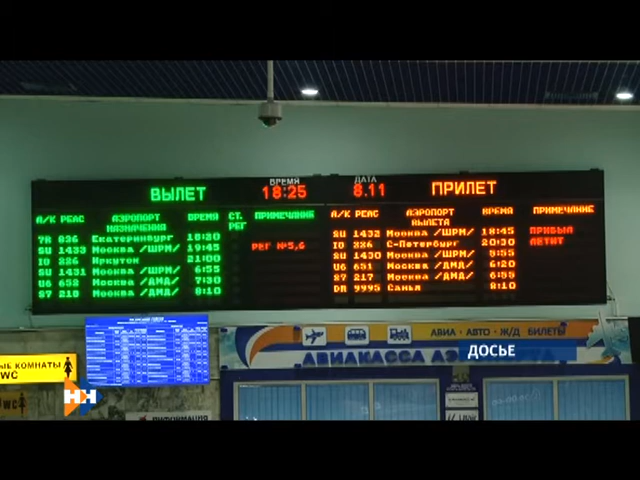 ВРЕМЯ ДАТА
ВЫЛЕТ 18:25 8.11 ПРИЛЕТ
А/К РЕЙС АЭРОПОРТ НАЗНАЧЕНИЯ ВРЕМЯ СТ. РЕГ ПРИМЕЧАНИЕ
Екатеринбург 18:20
SU 1433 Москва /ШРМ/ 19:45 РЕГ №5,6
IO 226 Иркутск 21:00
SU 1431 Москва /ШРМ/ 6:55
U6 652 Москва /ДМД/ 7:30
S7 218 Москва /ДМД/ 8:10
А/К РЕЙС АЭРОПОРТ ВЫЛЕТА ВРЕМЯ ПРИМЕЧАНИЕ
SU 1432 Москва /ШРМ/ 18:45 ПРИБЫЛ
IO 226 С-Петербург 20:30 ЛЕТИТ
SU 1430 Москва /ШРМ/ 5:55
U6 651 Москва /ДМД/ 6:20
S7 217 Москва /ДМД/ 6:55
9995 8:10
АВИА • АВТО • Ж/Д БИЛЕТЫ
АВИАКАССА
ДОСЬЕ
ЫЕ КОМНАТЫ
WC
НН
WC
ИНФОРМАЦИЯ